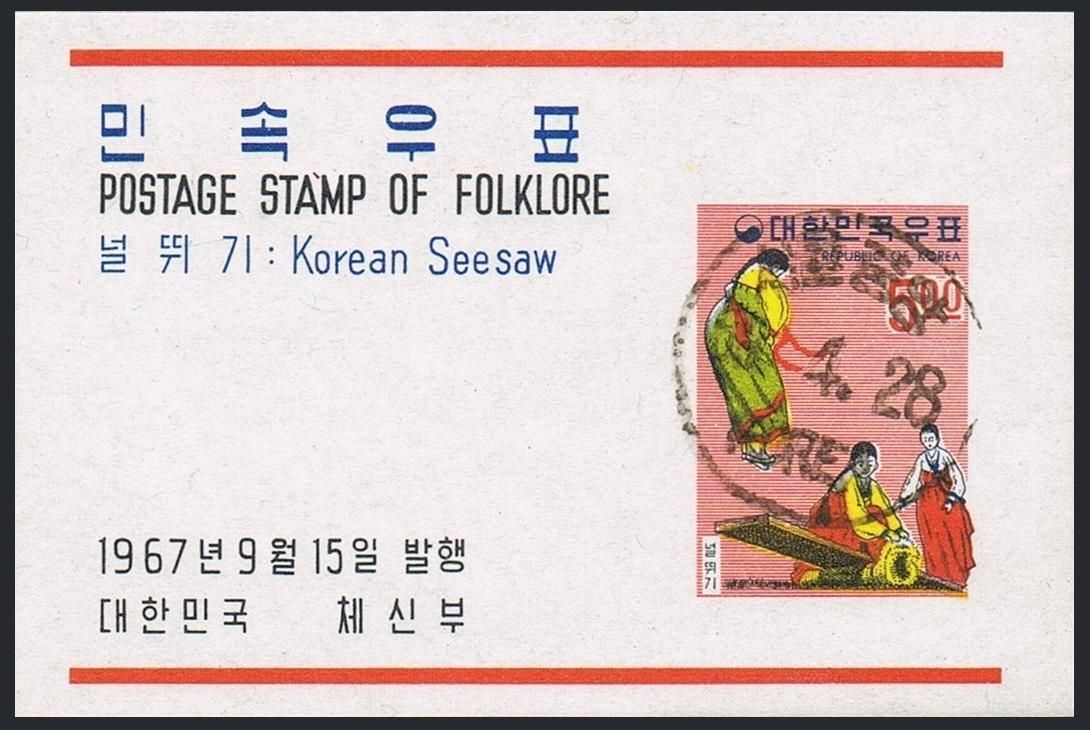 민속우표
POSTAGE STAMP OF FOLKLORE
널뛰기: Korean Seesaw
대한민국우표
REPUBLIC OF KOREA
5.00
28
널뛰기
1967년 9월 15일 발행
대한민국 체신부